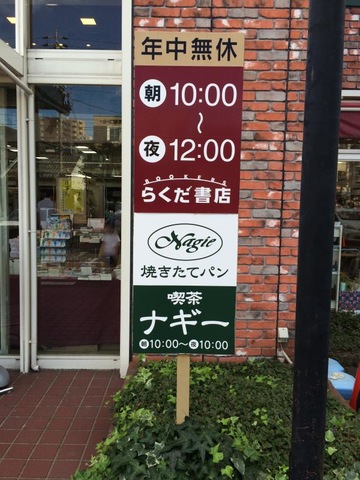 年中無休
朝 10:00
〜
夜 12:00
BOOKERS
らくだ書店
Nagie
焼きたてパン
喫茶
ナギー
朝10:00〜夜10:00